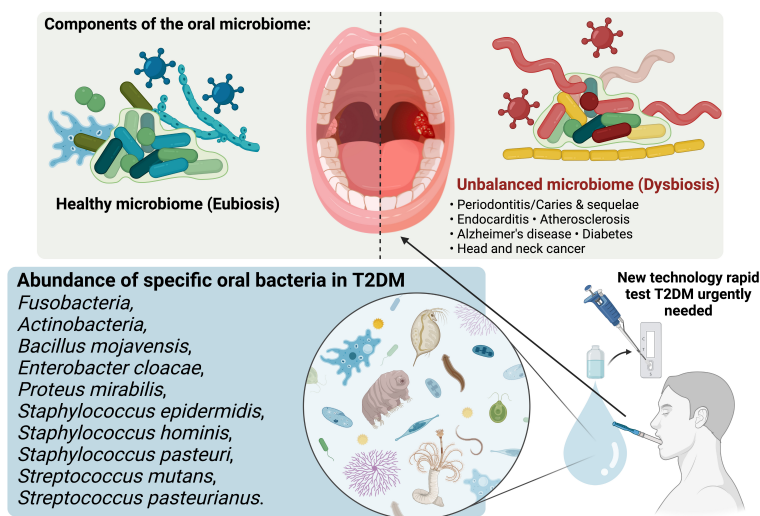 Components of the oral microbiome:
Healthy microbiome (Eubiosis)
Unbalanced microbiome (Dysbiosis)
• Periodontitis/Caries & sequelae
• Endocarditis • Atherosclerosis
• Alzheimer's disease • Diabetes
• Head and neck cancer
Abundance of specific oral bacteria in T2DM
Fusobacteria,
Actinobacteria,
Bacillus mojavensis,
Enterobacter cloacae,
Proteus mirabilis,
Staphylococcus epidermidis,
Staphylococcus hominis,
Staphylococcus pasteuri,
Streptococcus mutans,
Streptococcus pasteurianus.
New technology rapid
test T2DM urgently
needed